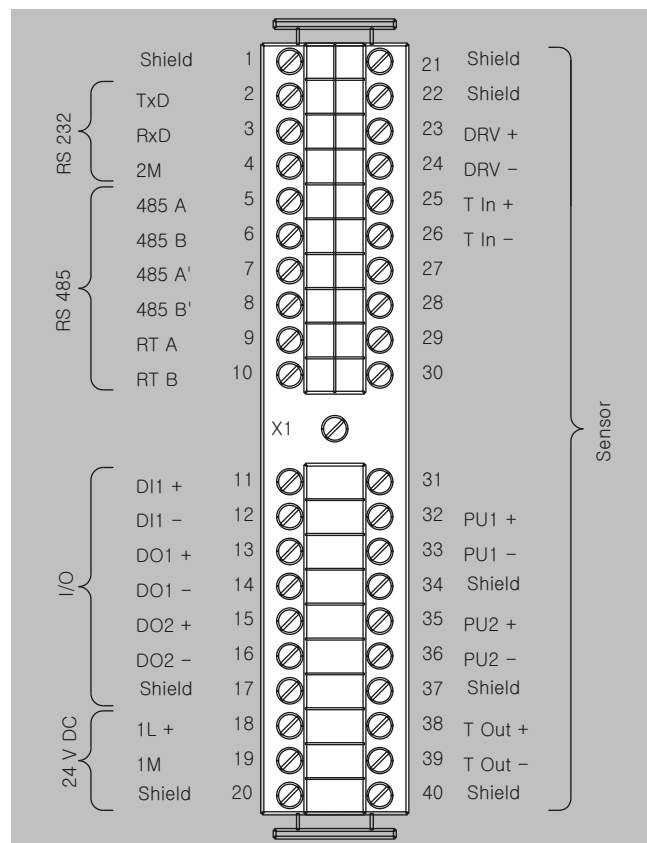 Shield 1 21 Shield
TxD 2 22 Shield
RxD 3 23 DRV +
2M 4 24 DRV −
RS 232
485 A 5 25 T In +
485 B 6 26 T In −
485 A' 7 27
485 B' 8 28
RT A 9 29
RT B 10 30
RS 485
X1
Sensor
DI1 + 11 31
DI1 − 12 32 PU1 +
DO1 + 13 33 PU1 −
DO1 − 14 34 Shield
DO2 + 15 35 PU2 +
DO2 − 16 36 PU2 −
Shield 17 37 Shield
I/O
1L + 18 38 T Out +
1M 19 39 T Out −
Shield 20 40 Shield
24 V DC